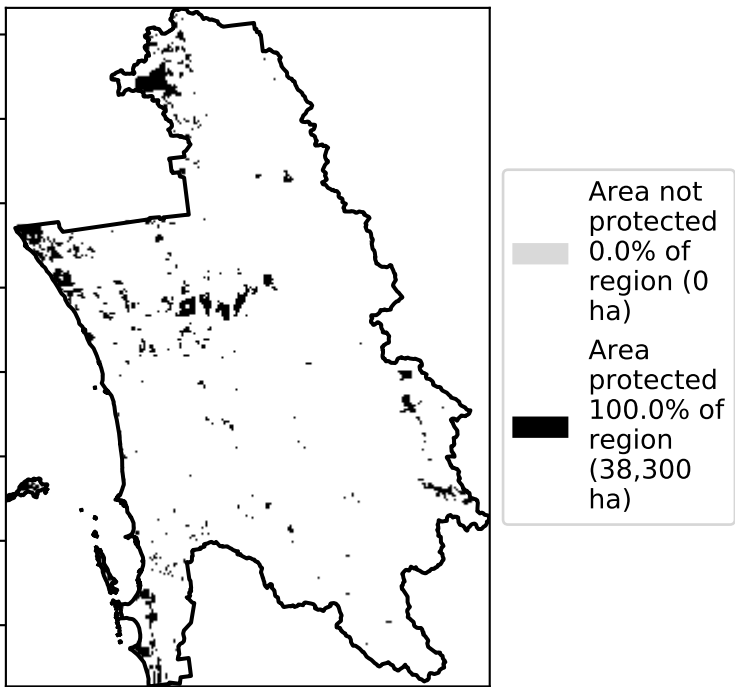 Area not
protected
0.0% of
region (0
ha)
Area
protected
100.0% of
region
(38,300
ha)